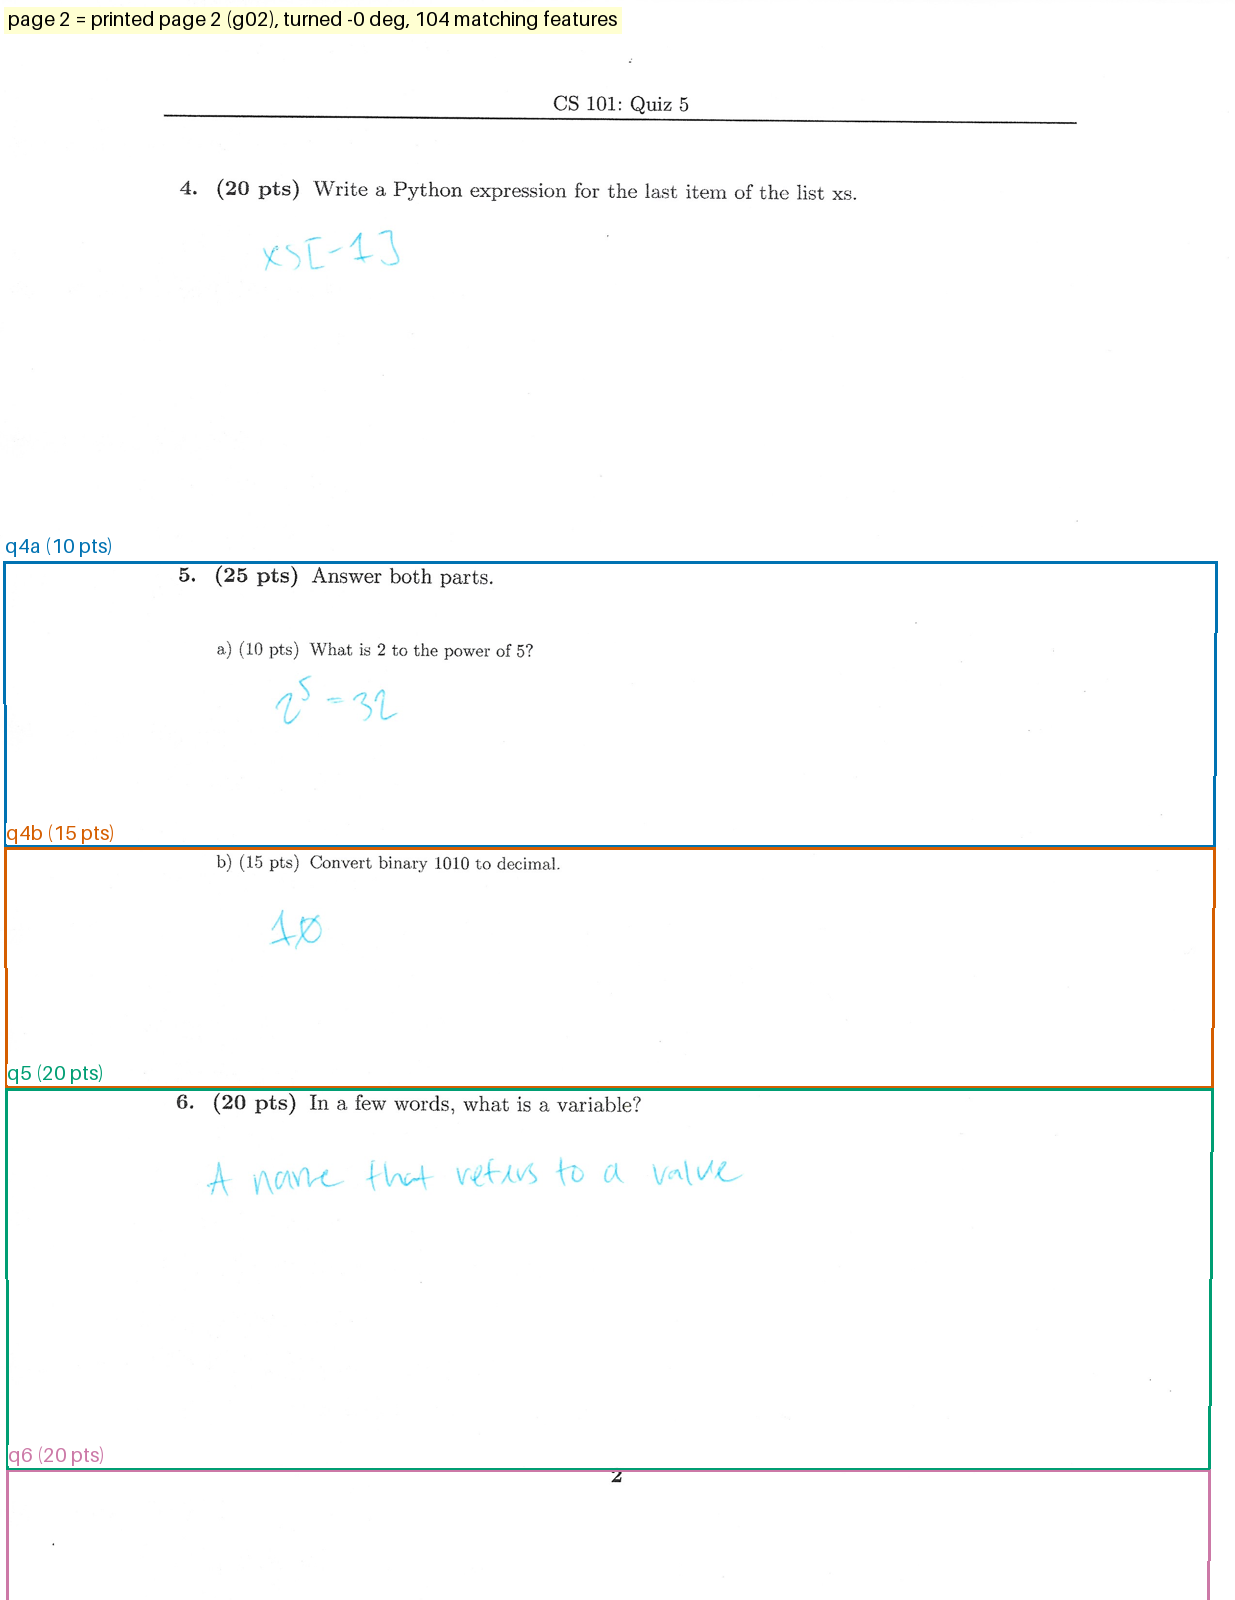 page 2 = printed page 2 (g02), turned -0 deg, 104 matching features
CS 101: Quiz 5
4. (20 pts) Write a Python expression for the last item of the list xs.
xs[-1]
q4a (10 pts)
5. (25 pts) Answer both parts.
a) (10 pts) What is 2 to the power of 5?
2⁵ = 32
q4b (15 pts)
b) (15 pts) Convert binary 1010 to decimal.
10
q5 (20 pts)
6. (20 pts) In a few words, what is a variable?
A name that refers to a value
q6 (20 pts)
2